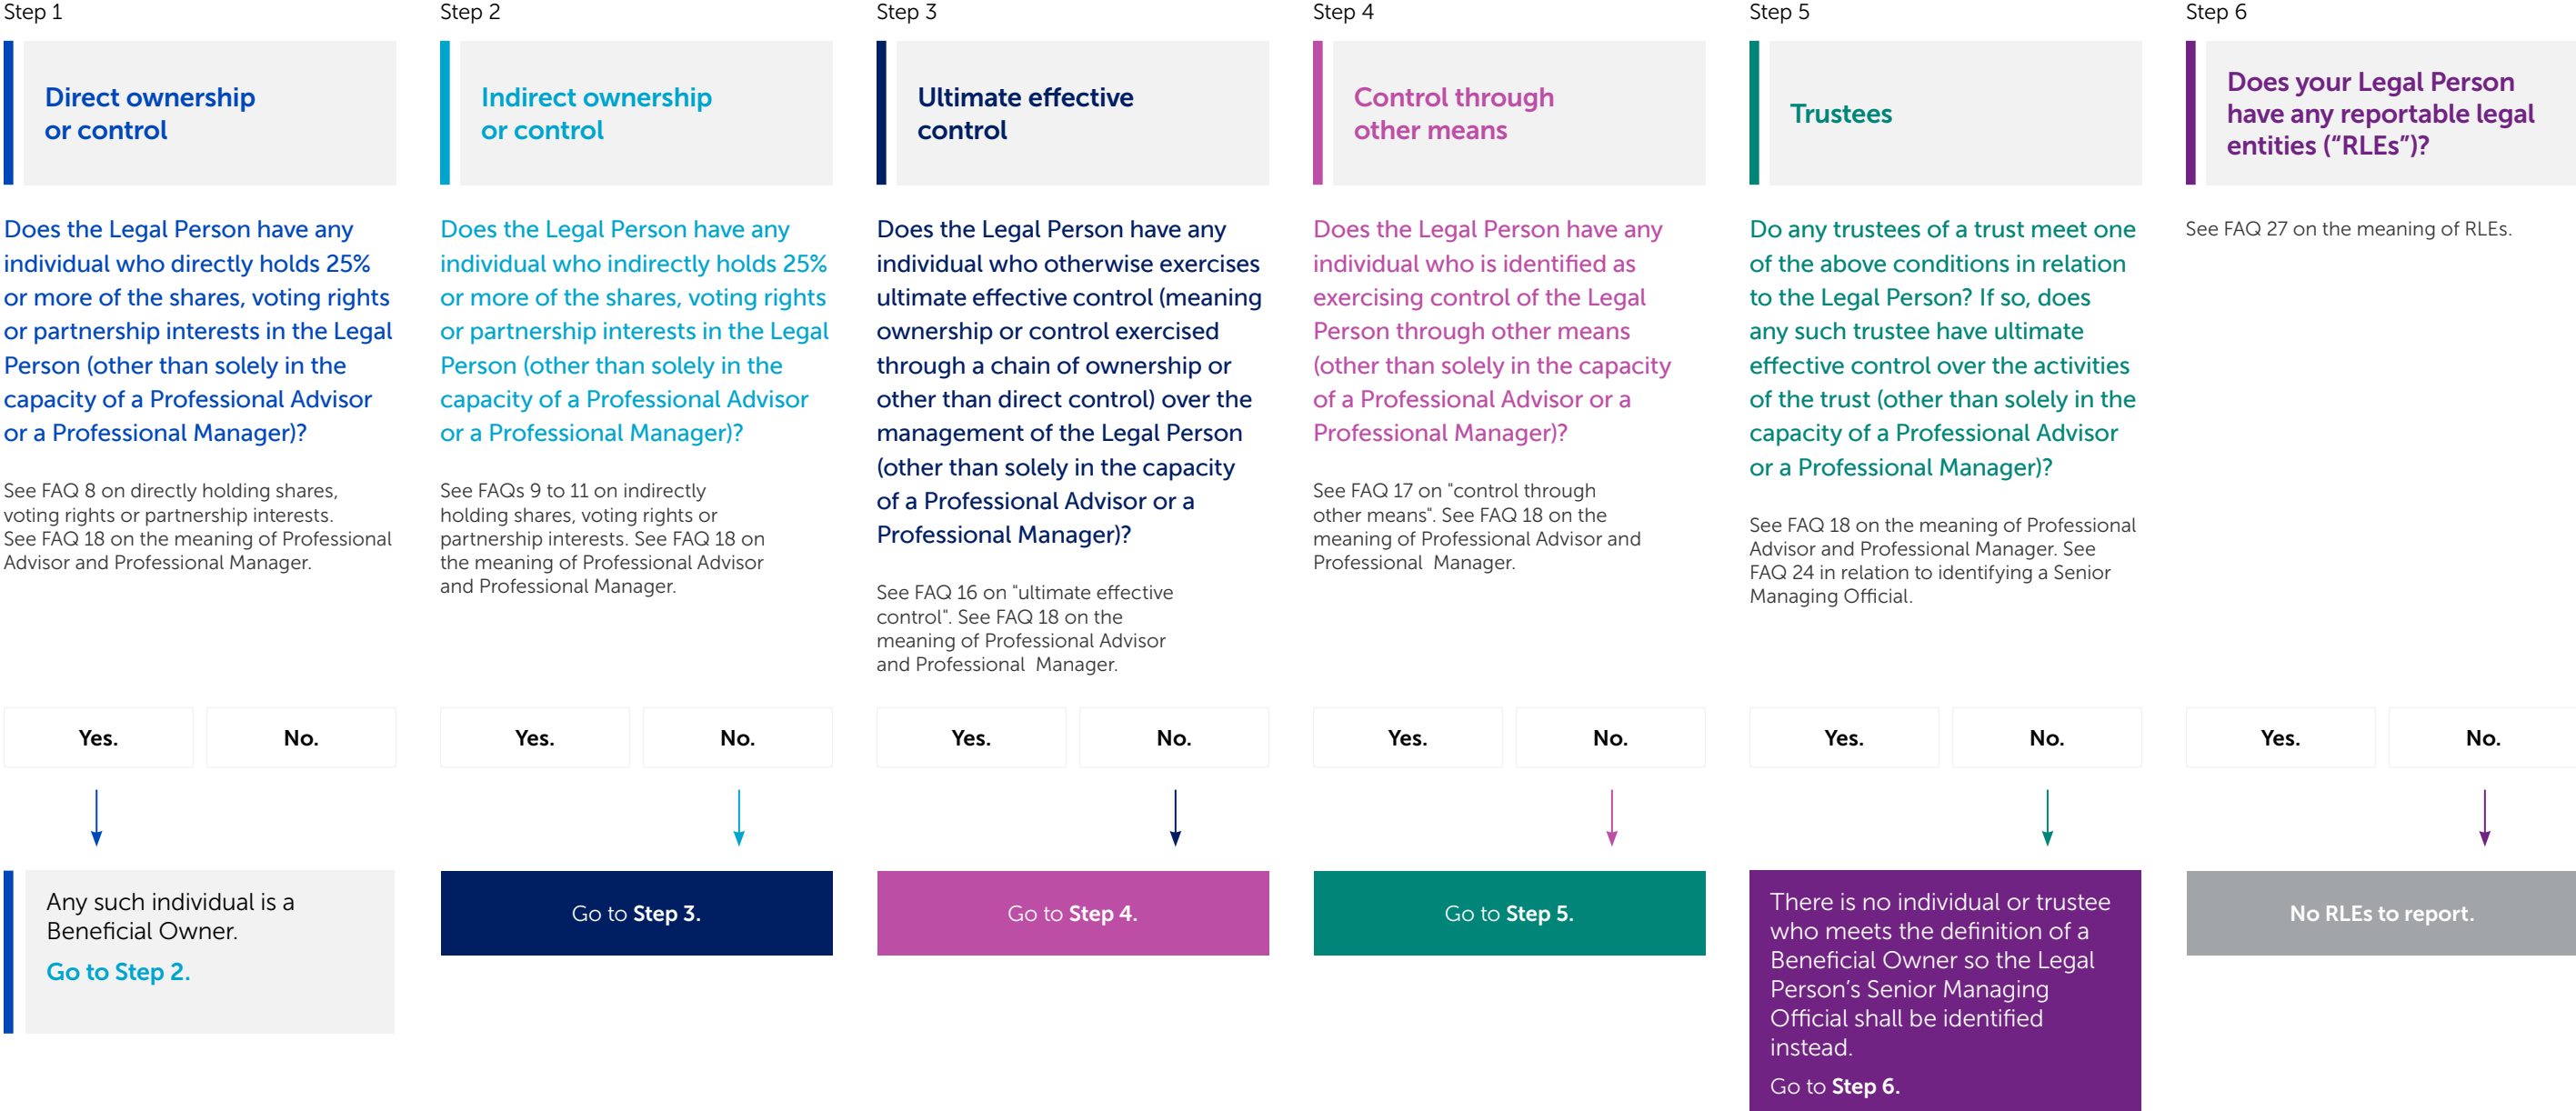 Step 1
Direct ownership
or control
Does the Legal Person have any
individual who directly holds 25%
or more of the shares, voting rights
or partnership interests in the Legal
Person (other than solely in the
capacity of a Professional Advisor
or a Professional Manager)?
See FAQ 8 on directly holding shares,
voting rights or partnership interests.
See FAQ 18 on the meaning of Professional
Advisor and Professional Manager.
Yes.
No.
Any such individual is a
Beneficial Owner.
Go to Step 2.
Step 2
Indirect ownership
or control
Does the Legal Person have any
individual who indirectly holds 25%
or more of the shares, voting rights
or partnership interests in the Legal
Person (other than solely in the
capacity of a Professional Advisor
or a Professional Manager)?
See FAQs 9 to 11 on indirectly
holding shares, voting rights or
partnership interests. See FAQ 18 on
the meaning of Professional Advisor
and Professional Manager.
Yes.
No.
Go to Step 3.
Step 3
Ultimate effective
control
Does the Legal Person have any
individual who otherwise exercises
ultimate effective control (meaning
ownership or control exercised
through a chain of ownership or
other than direct control) over the
management of the Legal Person
(other than solely in the capacity
of a Professional Advisor or a
Professional Manager)?
See FAQ 16 on "ultimate effective
control". See FAQ 18 on the
meaning of Professional Advisor
and Professional Manager.
Yes.
No.
Go to Step 4.
Step 4
Control through
other means
Does the Legal Person have any
individual who is identified as
exercising control of the Legal
Person through other means
(other than solely in the capacity
of a Professional Advisor or a
Professional Manager)?
See FAQ 17 on "control through
other means". See FAQ 18 on the
meaning of Professional Advisor and
Professional Manager.
Yes.
No.
Go to Step 5.
Step 5
Trustees
Do any trustees of a trust meet one
of the above conditions in relation
to the Legal Person? If so, does
any such trustee have ultimate
effective control over the activities
of the trust (other than solely in the
capacity of a Professional Advisor
or a Professional Manager)?
See FAQ 18 on the meaning of Professional
Advisor and Professional Manager. See
FAQ 24 in relation to identifying a Senior
Managing Official.
Yes.
No.
There is no individual or trustee
who meets the definition of a
Beneficial Owner so the Legal
Person's Senior Managing
Official shall be identified
instead.
Go to Step 6.
Step 6
Does your Legal Person
have any reportable legal
entities (“RLEs”)?
See FAQ 27 on the meaning of RLEs.
Yes.
No.
No RLEs to report.